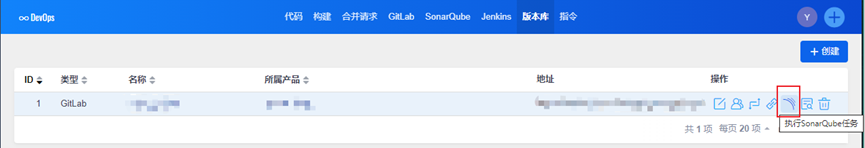 DevOps 代码 构建 合并请求 GitLab SonarQube Jenkins 版本库 指令 Y
创建
ID 类型 名称 所属产品 地址 操作
1 GitLab
执行SonarQube任务
共 1 项 每页 20 项